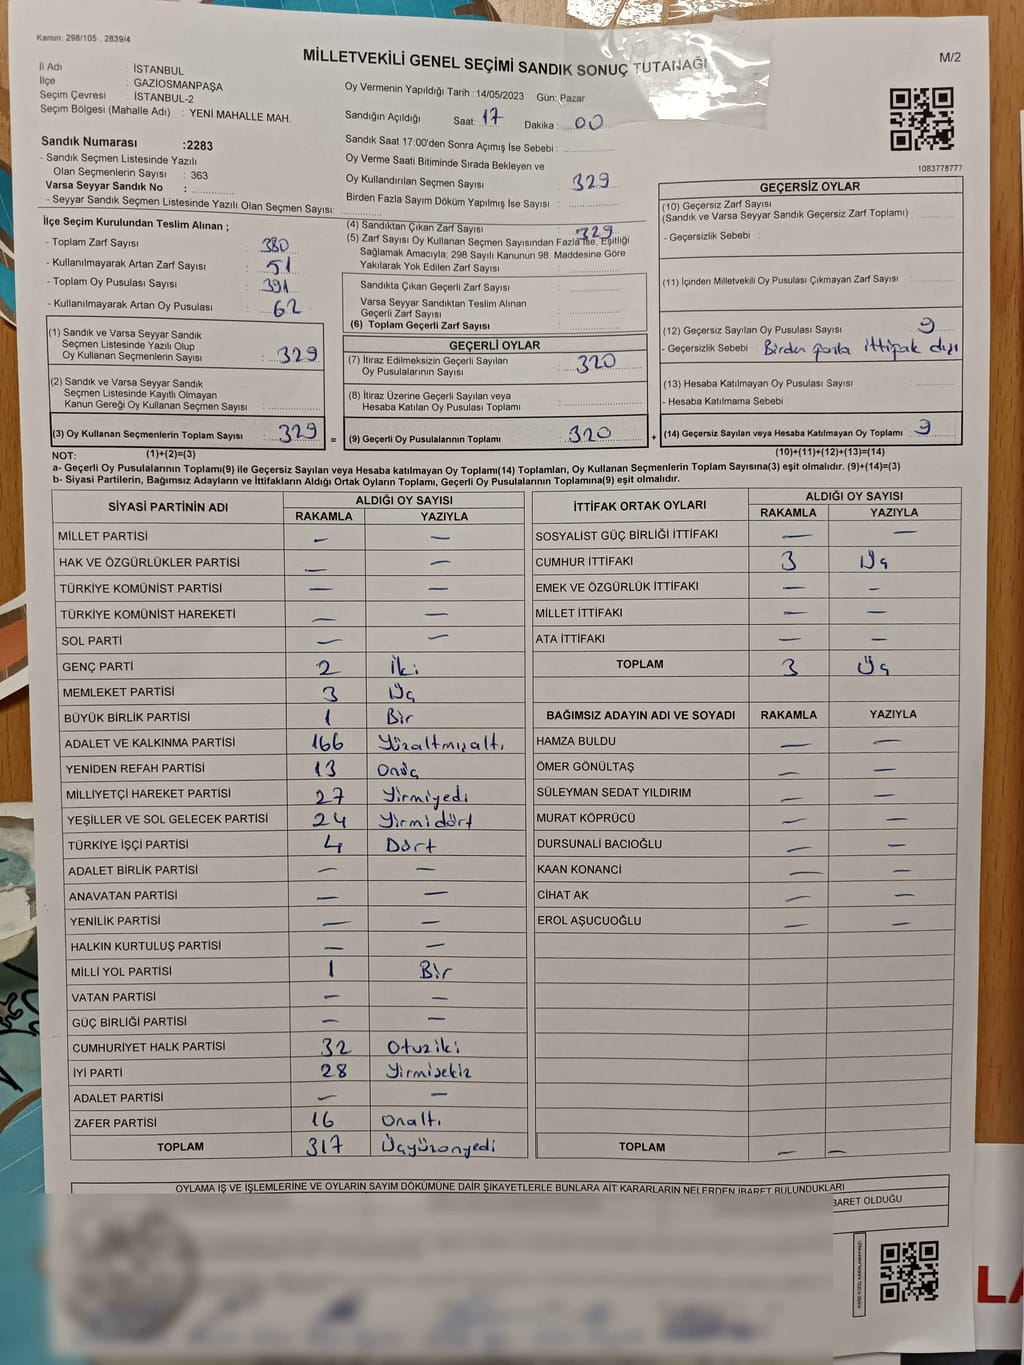 Kanun: 298/105 , 2839/4
MİLLETVEKİLİ GENEL SEÇİMİ SANDIK SONUÇ TUTANAĞI
M/2
İl Adı : İSTANBUL
İlçe : GAZİOSMANPAŞA
Seçim Çevresi : İSTANBUL-2
Seçim Bölgesi (Mahalle Adı) : YENİ MAHALLE MAH.
Oy Vermenin Yapıldığı Tarih : 14/05/2023 Gün: Pazar
Sandığın Açıldığı Saat: 17 Dakika : 00
Sandık Saat 17:00'den Sonra Açımış İse Sebebi :
Oy Verme Saati Bitiminde Sırada Bekleyen ve
Oy Kullandırılan Seçmen Sayısı 329
Birden Fazla Sayım Döküm Yapılmış İse Sayısı :
Sandık Numarası :2283
- Sandık Seçmen Listesinde Yazılı
Olan Seçmenlerin Sayısı : 363
Varsa Seyyar Sandık No :
- Seyyar Sandık Seçmen Listesinde Yazılı Olan Seçmen Sayısı:
1083778777
İlçe Seçim Kurulundan Teslim Alınan ;
- Toplam Zarf Sayısı : 380
- Kullanılmayarak Artan Zarf Sayısı : 51
- Toplam Oy Pusulası Sayısı : 391
- Kullanılmayarak Artan Oy Pusulası : 62
(4) Sandıktan Çıkan Zarf Sayısı : 329
(5) Zarf Sayısı Oy Kullanan Seçmen Sayısından Fazla İse, Eşitliği
Sağlamak Amacıyla; 298 Sayılı Kanunun 98. Maddesine Göre
Yakılarak Yok Edilen Zarf Sayısı :
Sandıkta Çıkan Geçerli Zarf Sayısı :
Varsa Seyyar Sandıktan Teslim Alınan
Geçerli Zarf Sayısı :
(6) Toplam Geçerli Zarf Sayısı :
GEÇERSİZ OYLAR
(10) Geçersiz Zarf Sayısı
(Sandık ve Varsa Seyyar Sandık Geçersiz Zarf Toplamı) :
- Geçersizlik Sebebi :
(11) İçinden Milletvekili Oy Pusulası Çıkmayan Zarf Sayısı :
(12) Geçersiz Sayılan Oy Pusulası Sayısı : 9
- Geçersizlik Sebebi : Birden fazla ittifak dışı
(13) Hesaba Katılmayan Oy Pusulası Sayısı :
- Hesaba Katılmama Sebebi :
(1) Sandık ve Varsa Seyyar Sandık
Seçmen Listesinde Yazılı Olup
Oy Kullanan Seçmenlerin Sayısı : 329
(2) Sandık ve Varsa Seyyar Sandık
Seçmen Listesinde Kayıtlı Olmayan
Kanun Gereği Oy Kullanan Seçmen Sayısı :
(3) Oy Kullanan Seçmenlerin Toplam Sayısı : 329
GEÇERLİ OYLAR
(7) İtiraz Edilmeksizin Geçerli Sayılan
Oy Pusulalarının Sayısı : 320
(8) İtiraz Üzerine Geçerli Sayılan veya
Hesaba Katılan Oy Pusulası Toplamı :
= (9) Geçerli Oy Pusulalarının Toplamı : 320
+ (14) Geçersiz Sayılan veya Hesaba Katılmayan Oy Toplamı : 9
NOT: (1)+(2)=(3) (10)+(11)+(12)+(13)=(14)
a- Geçerli Oy Pusulalarının Toplamı(9) ile Geçersiz Sayılan veya Hesaba katılmayan Oy Toplamı(14) Toplamları, Oy Kullanan Seçmenlerin Toplam Sayısına(3) eşit olmalıdır. (9)+(14)=(3)
b- Siyasi Partilerin, Bağımsız Adayların ve İttifakların Aldığı Ortak Oyların Toplamı, Geçerli Oy Pusulalarının Toplamına(9) eşit olmalıdır.
SİYASİ PARTİNİN ADI ALDIĞI OY SAYISI
RAKAMLA YAZIYLA
MİLLET PARTİSİ — —
HAK VE ÖZGÜRLÜKLER PARTİSİ — —
TÜRKİYE KOMÜNİST PARTİSİ — —
TÜRKİYE KOMÜNİST HAREKETİ — —
SOL PARTİ — —
GENÇ PARTİ 2 İki
MEMLEKET PARTİSİ 3 Üç
BÜYÜK BİRLİK PARTİSİ 1 Bir
ADALET VE KALKINMA PARTİSİ 166 Yüzaltmışaltı
YENİDEN REFAH PARTİSİ 13 Onüç
MİLLİYETÇİ HAREKET PARTİSİ 27 Yirmiyedi
YEŞİLLER VE SOL GELECEK PARTİSİ 24 Yirmidört
TÜRKİYE İŞÇİ PARTİSİ 4 Dört
ADALET BİRLİK PARTİSİ — —
ANAVATAN PARTİSİ — —
YENİLİK PARTİSİ — —
HALKIN KURTULUŞ PARTİSİ — —
MİLLİ YOL PARTİSİ 1 Bir
VATAN PARTİSİ — —
GÜÇ BİRLİĞİ PARTİSİ — —
CUMHURİYET HALK PARTİSİ 32 Otuziki
İYİ PARTİ 28 Yirmisekiz
ADALET PARTİSİ — —
ZAFER PARTİSİ 16 Onaltı
TOPLAM 317 Üçyüzonyedi
İTTİFAK ORTAK OYLARI ALDIĞI OY SAYISI
RAKAMLA YAZIYLA
SOSYALİST GÜÇ BİRLİĞİ İTTİFAKI — —
CUMHUR İTTİFAKI 3 Üç
EMEK VE ÖZGÜRLÜK İTTİFAKI — —
MİLLET İTTİFAKI — —
ATA İTTİFAKI — —
TOPLAM 3 Üç
BAĞIMSIZ ADAYIN ADI VE SOYADI RAKAMLA YAZIYLA
HAMZA BULDU — —
ÖMER GÖNÜLTAŞ — —
SÜLEYMAN SEDAT YILDIRIM — —
MURAT KÖPRÜCÜ — —
DURSUNALİ BACIOĞLU — —
KAAN KONANCİ — —
CİHAT AK — —
EROL AŞUCUOĞLU — —
TOPLAM — —
OYLAMA İŞ VE İŞLEMLERİNE VE OYLARIN SAYIM DÖKÜMÜNE DAİR ŞİKAYETLERLE BUNLARA AİT KARARLARIN NELERDEN İBARET BULUNDUKLARI
BARET OLDUĞU